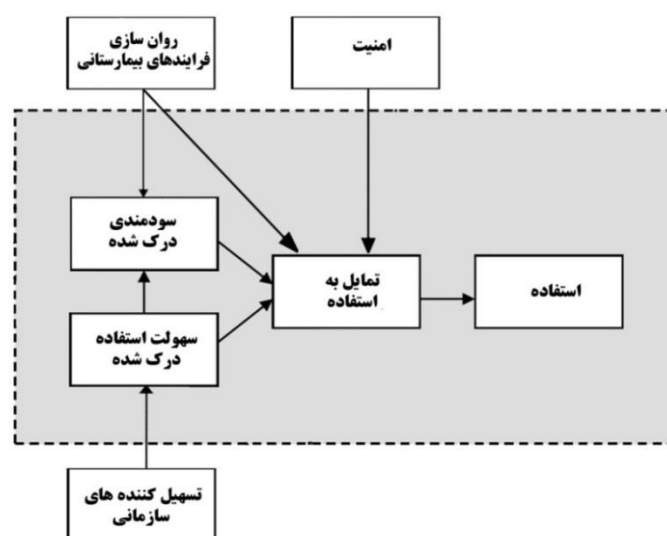 روان سازی
فرایندهای بیمارستانی
امنیت
سودمندی
درک شده
تمایل به
استفاده
استفاده
سهولت استفاده
درک شده
تسهیل کننده های
سازمانی